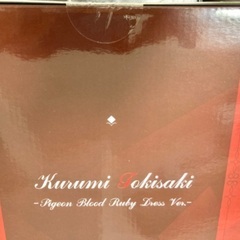 Kurumi Tokisaki
-Pigeon Blood Ruby Dress Ver.-